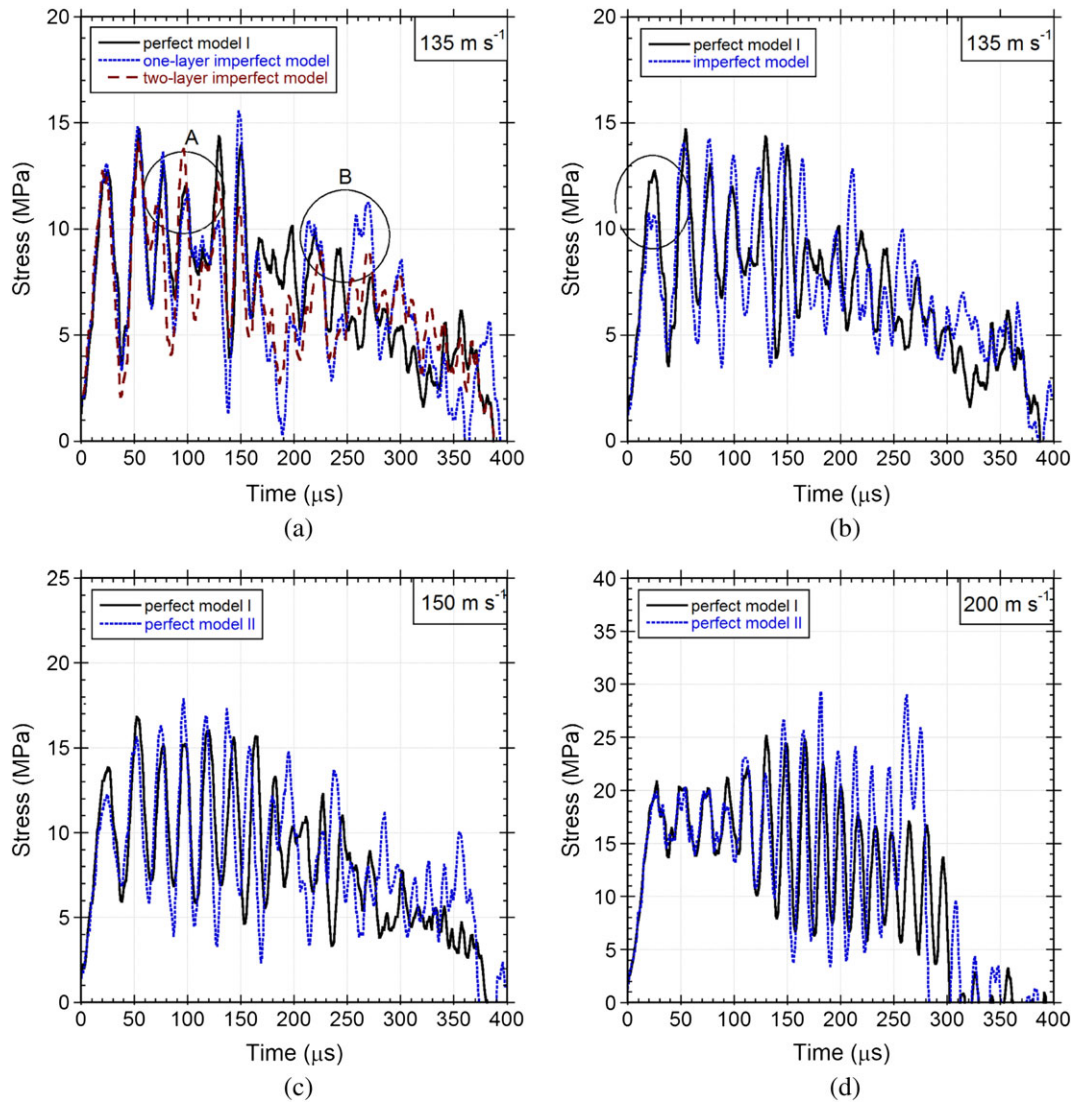 20
15
10
5
0
Stress (MPa)
perfect model I
one-layer imperfect model
two-layer imperfect model
135 m s⁻¹
A
B
0 50 100 150 200 250 300 350 400
Time (μs)
(a)
20
15
10
5
0
Stress (MPa)
perfect model I
imperfect model
135 m s⁻¹
0 50 100 150 200 250 300 350 400
Time (μs)
(b)
25
20
15
10
5
0
Stress (MPa)
perfect model I
perfect model II
150 m s⁻¹
0 50 100 150 200 250 300 350 400
Time (μs)
(c)
40
35
30
25
20
15
10
5
0
Stress (MPa)
perfect model I
perfect model II
200 m s⁻¹
0 50 100 150 200 250 300 350 400
Time (μs)
(d)